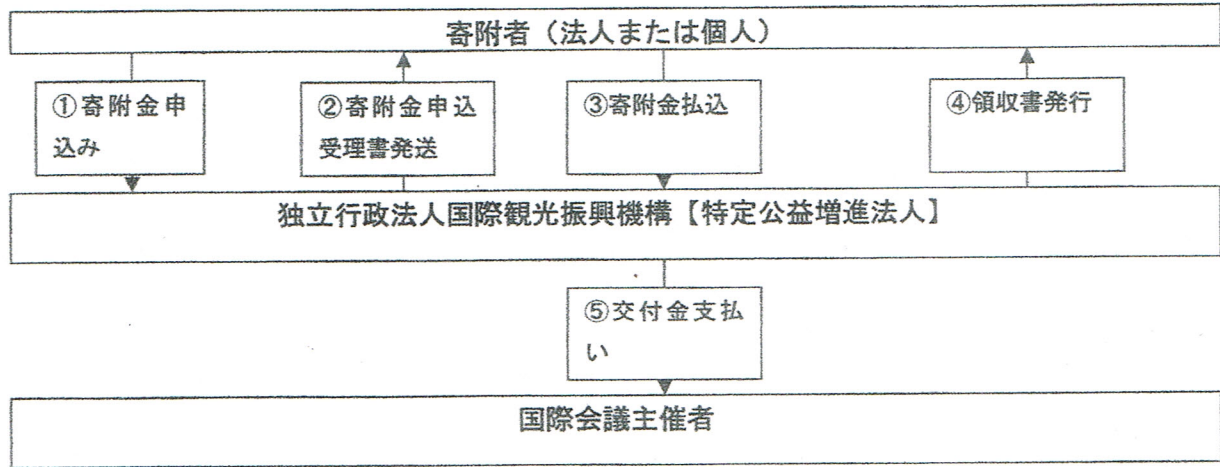 寄附者（法人または個人）
①寄附金申
込み
②寄附金申込
受理書発送
③寄附金払込
④領収書発行
独立行政法人国際観光振興機構【特定公益増進法人】
⑤交付金支払
い
国際会議主催者